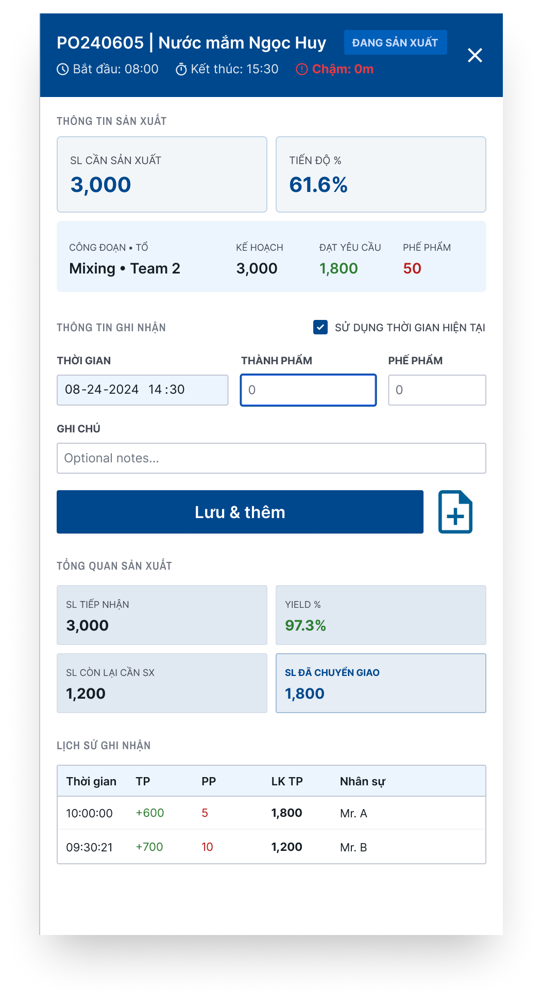 PO240605 | Nước mắm Ngọc Huy
ĐANG SẢN XUẤT
Bắt đầu: 08:00 Kết thúc: 15:30 Chậm: 0m
THÔNG TIN SẢN XUẤT
SL CẦN SẢN XUẤT
3,000
TIẾN ĐỘ %
61.6%
CÔNG ĐOẠN • TỔ KẾ HOẠCH ĐẠT YÊU CẦU PHẾ PHẨM
Mixing • Team 2 3,000 1,800 50
THÔNG TIN GHI NHẬN
SỬ DỤNG THỜI GIAN HIỆN TẠI
THỜI GIAN THÀNH PHẨM PHẾ PHẨM
08-24-2024 14:30 0 0
GHI CHÚ
Optional notes...
Lưu & thêm
TỔNG QUAN SẢN XUẤT
SL TIẾP NHẬN
3,000
YIELD %
97.3%
SL CÒN LẠI CẦN SX
1,200
SL ĐÃ CHUYỂN GIAO
1,800
LỊCH SỬ GHI NHẬN
Thời gian TP PP LK TP Nhân sự
10:00:00 +600 5 1,800 Mr. A
09:30:21 +700 10 1,200 Mr. B